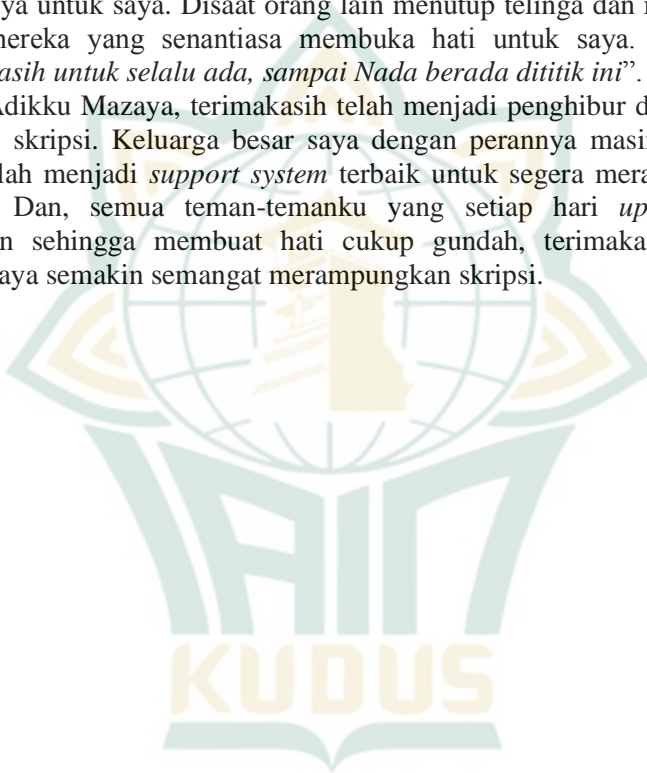 ya untuk saya. Disaat orang lain menutup telinga dan
mereka yang senantiasa membuka hati untuk saya.
asih untuk selalu ada, sampai Nada berada dititik ini”.
Adikku Mazaya, terimakasih telah menjadi penghibur d
skripsi. Keluarga besar saya dengan perannya masi
lah menjadi support system terbaik untuk segera mera
Dan, semua teman-temanku yang setiap hari up
n sehingga membuat hati cukup gundah, terimaka
aya semakin semangat merampungkan skripsi.
IAIN
KUDUS